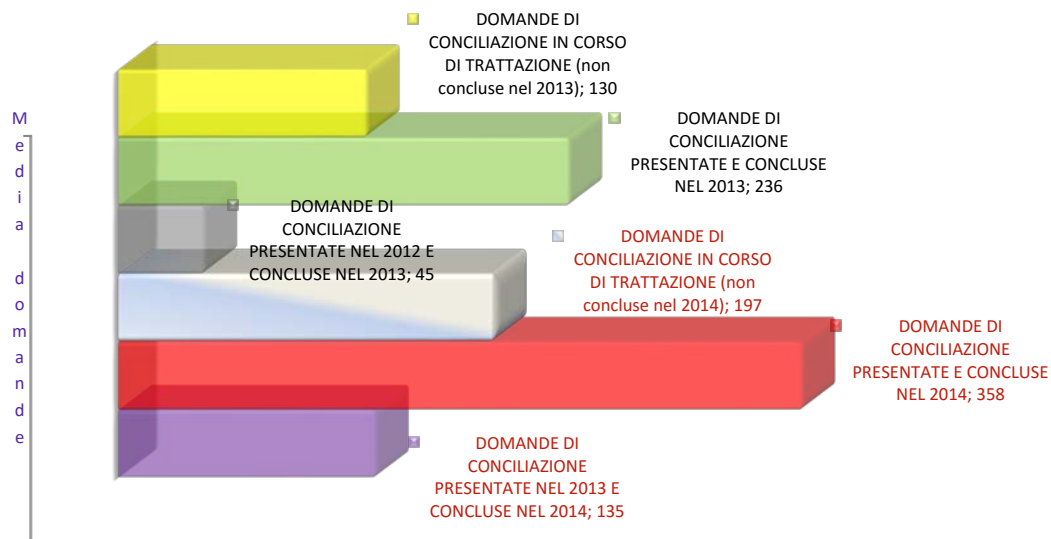 DOMANDE DI
CONCILIAZIONE IN CORSO
DI TRATTAZIONE (non
concluse nel 2013); 130
DOMANDE DI
CONCILIAZIONE
PRESENTATE E CONCLUSE
NEL 2013; 236
DOMANDE DI
CONCILIAZIONE
PRESENTATE NEL 2012 E
CONCLUSE NEL 2013; 45
DOMANDE DI
CONCILIAZIONE IN CORSO
DI TRATTAZIONE (non
concluse nel 2014); 197
DOMANDE DI
CONCILIAZIONE
PRESENTATE E CONCLUSE
NEL 2014; 358
DOMANDE DI
CONCILIAZIONE
PRESENTATE NEL 2013 E
CONCLUSE NEL 2014; 135
Media domande